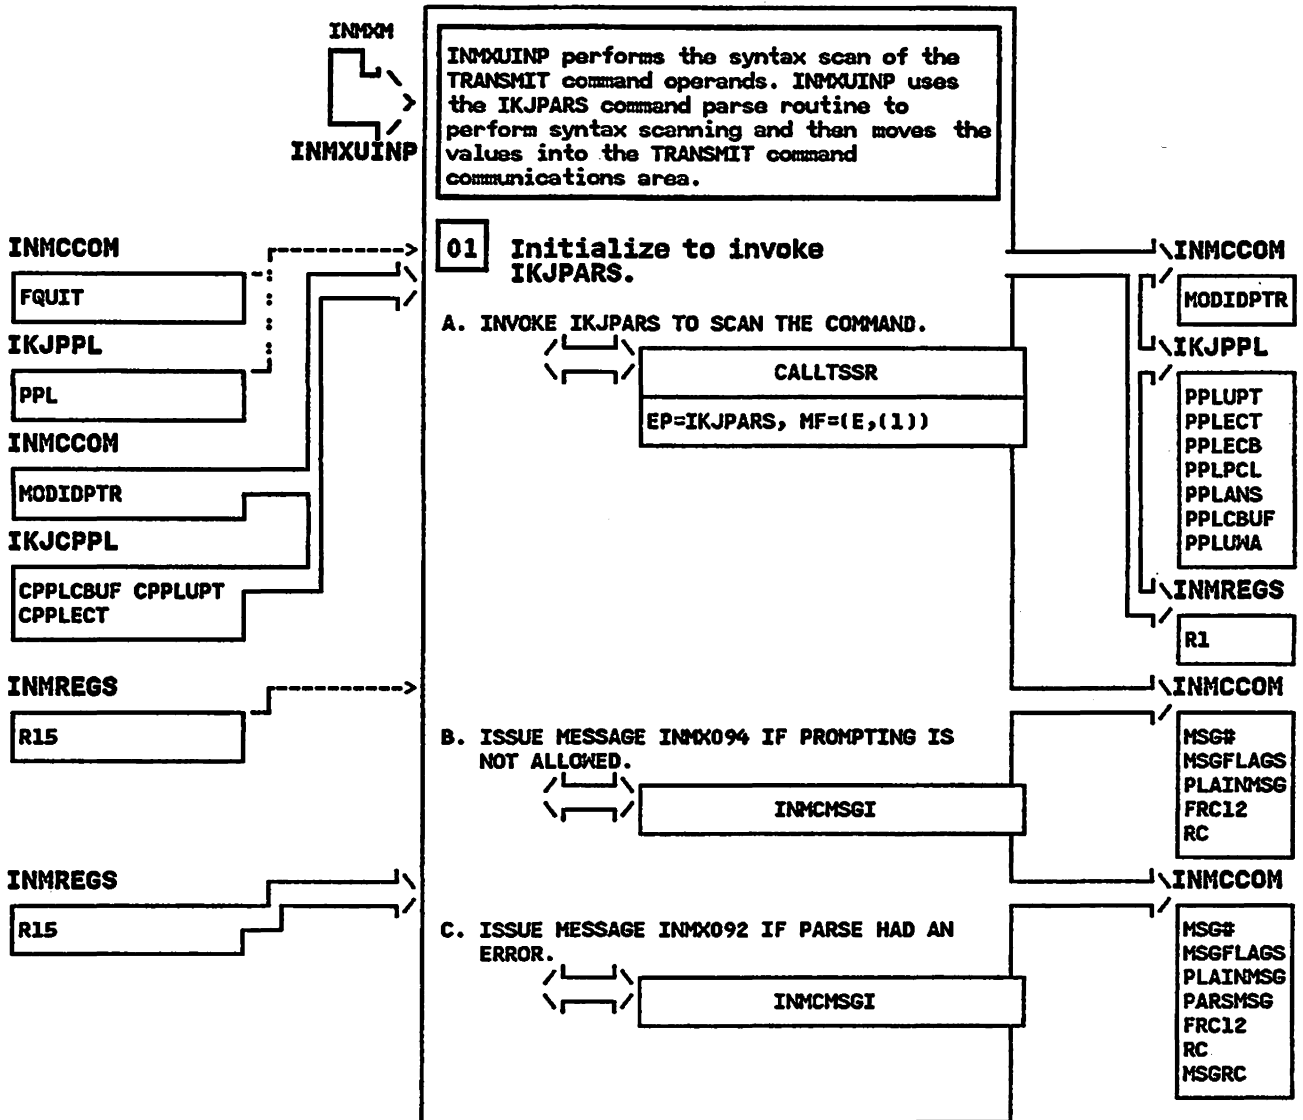 INMXM
INMXUINP
INMXUINP performs the syntax scan of the
TRANSMIT command operands. INMXUINP uses
the IKJPARS command parse routine to
perform syntax scanning and then moves the
values into the TRANSMIT command
communications area.
INMCCOM
FQUIT
IKJPPL
PPL
INMCCOM
MODIDPTR
IKJCPPL
CPPLCBUF CPPLUPT
CPPLECT
01 Initialize to invoke
IKJPARS.
A. INVOKE IKJPARS TO SCAN THE COMMAND.
CALLTSSR
EP=IKJPARS, MF=(E,(1))
INMCCOM
MODIDPTR
IKJPPL
PPLUPT
PPLECT
PPLECB
PPLPCL
PPLANS
PPLCBUF
PPLUWA
INMREGS
R1
INMREGS
R15
B. ISSUE MESSAGE INMX094 IF PROMPTING IS
NOT ALLOWED.
INMCMSGI
INMCCOM
MSG#
MSGFLAGS
PLAINMSG
FRC12
RC
INMREGS
R15
C. ISSUE MESSAGE INMX092 IF PARSE HAD AN
ERROR.
INMCMSGI
INMCCOM
MSG#
MSGFLAGS
PLAINMSG
PARSMSG
FRC12
RC
MSGRC